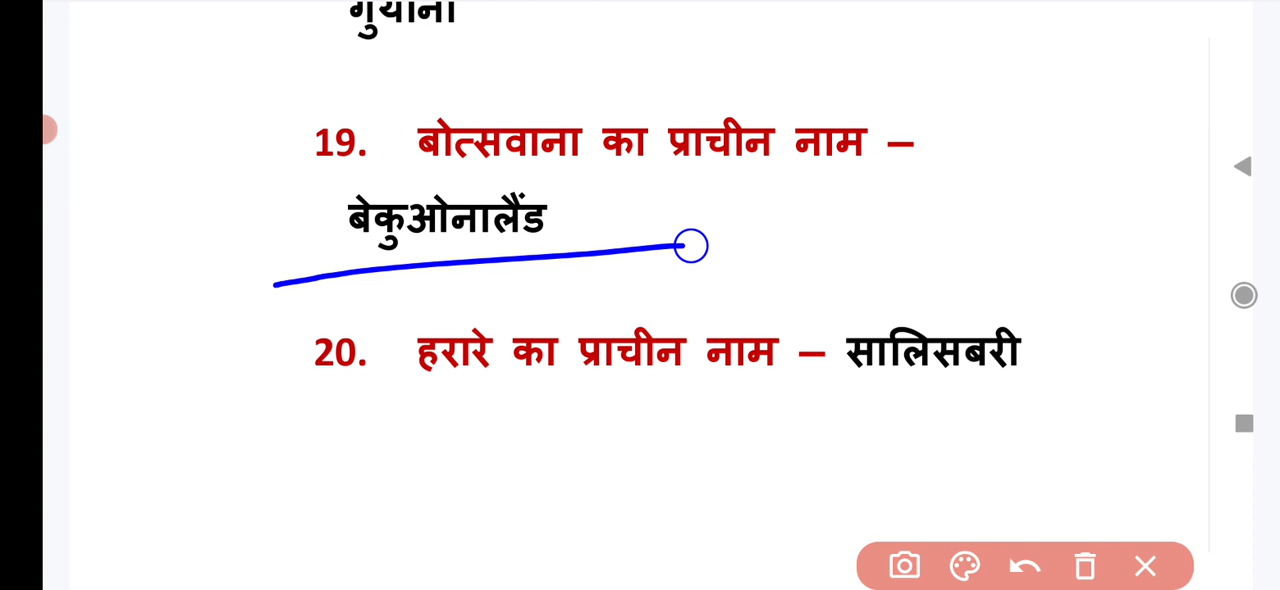 गुयाना
19. बोत्सवाना का प्राचीन नाम –
बेकुओनालैंड
20. हरारे का प्राचीन नाम – सालिसबरी